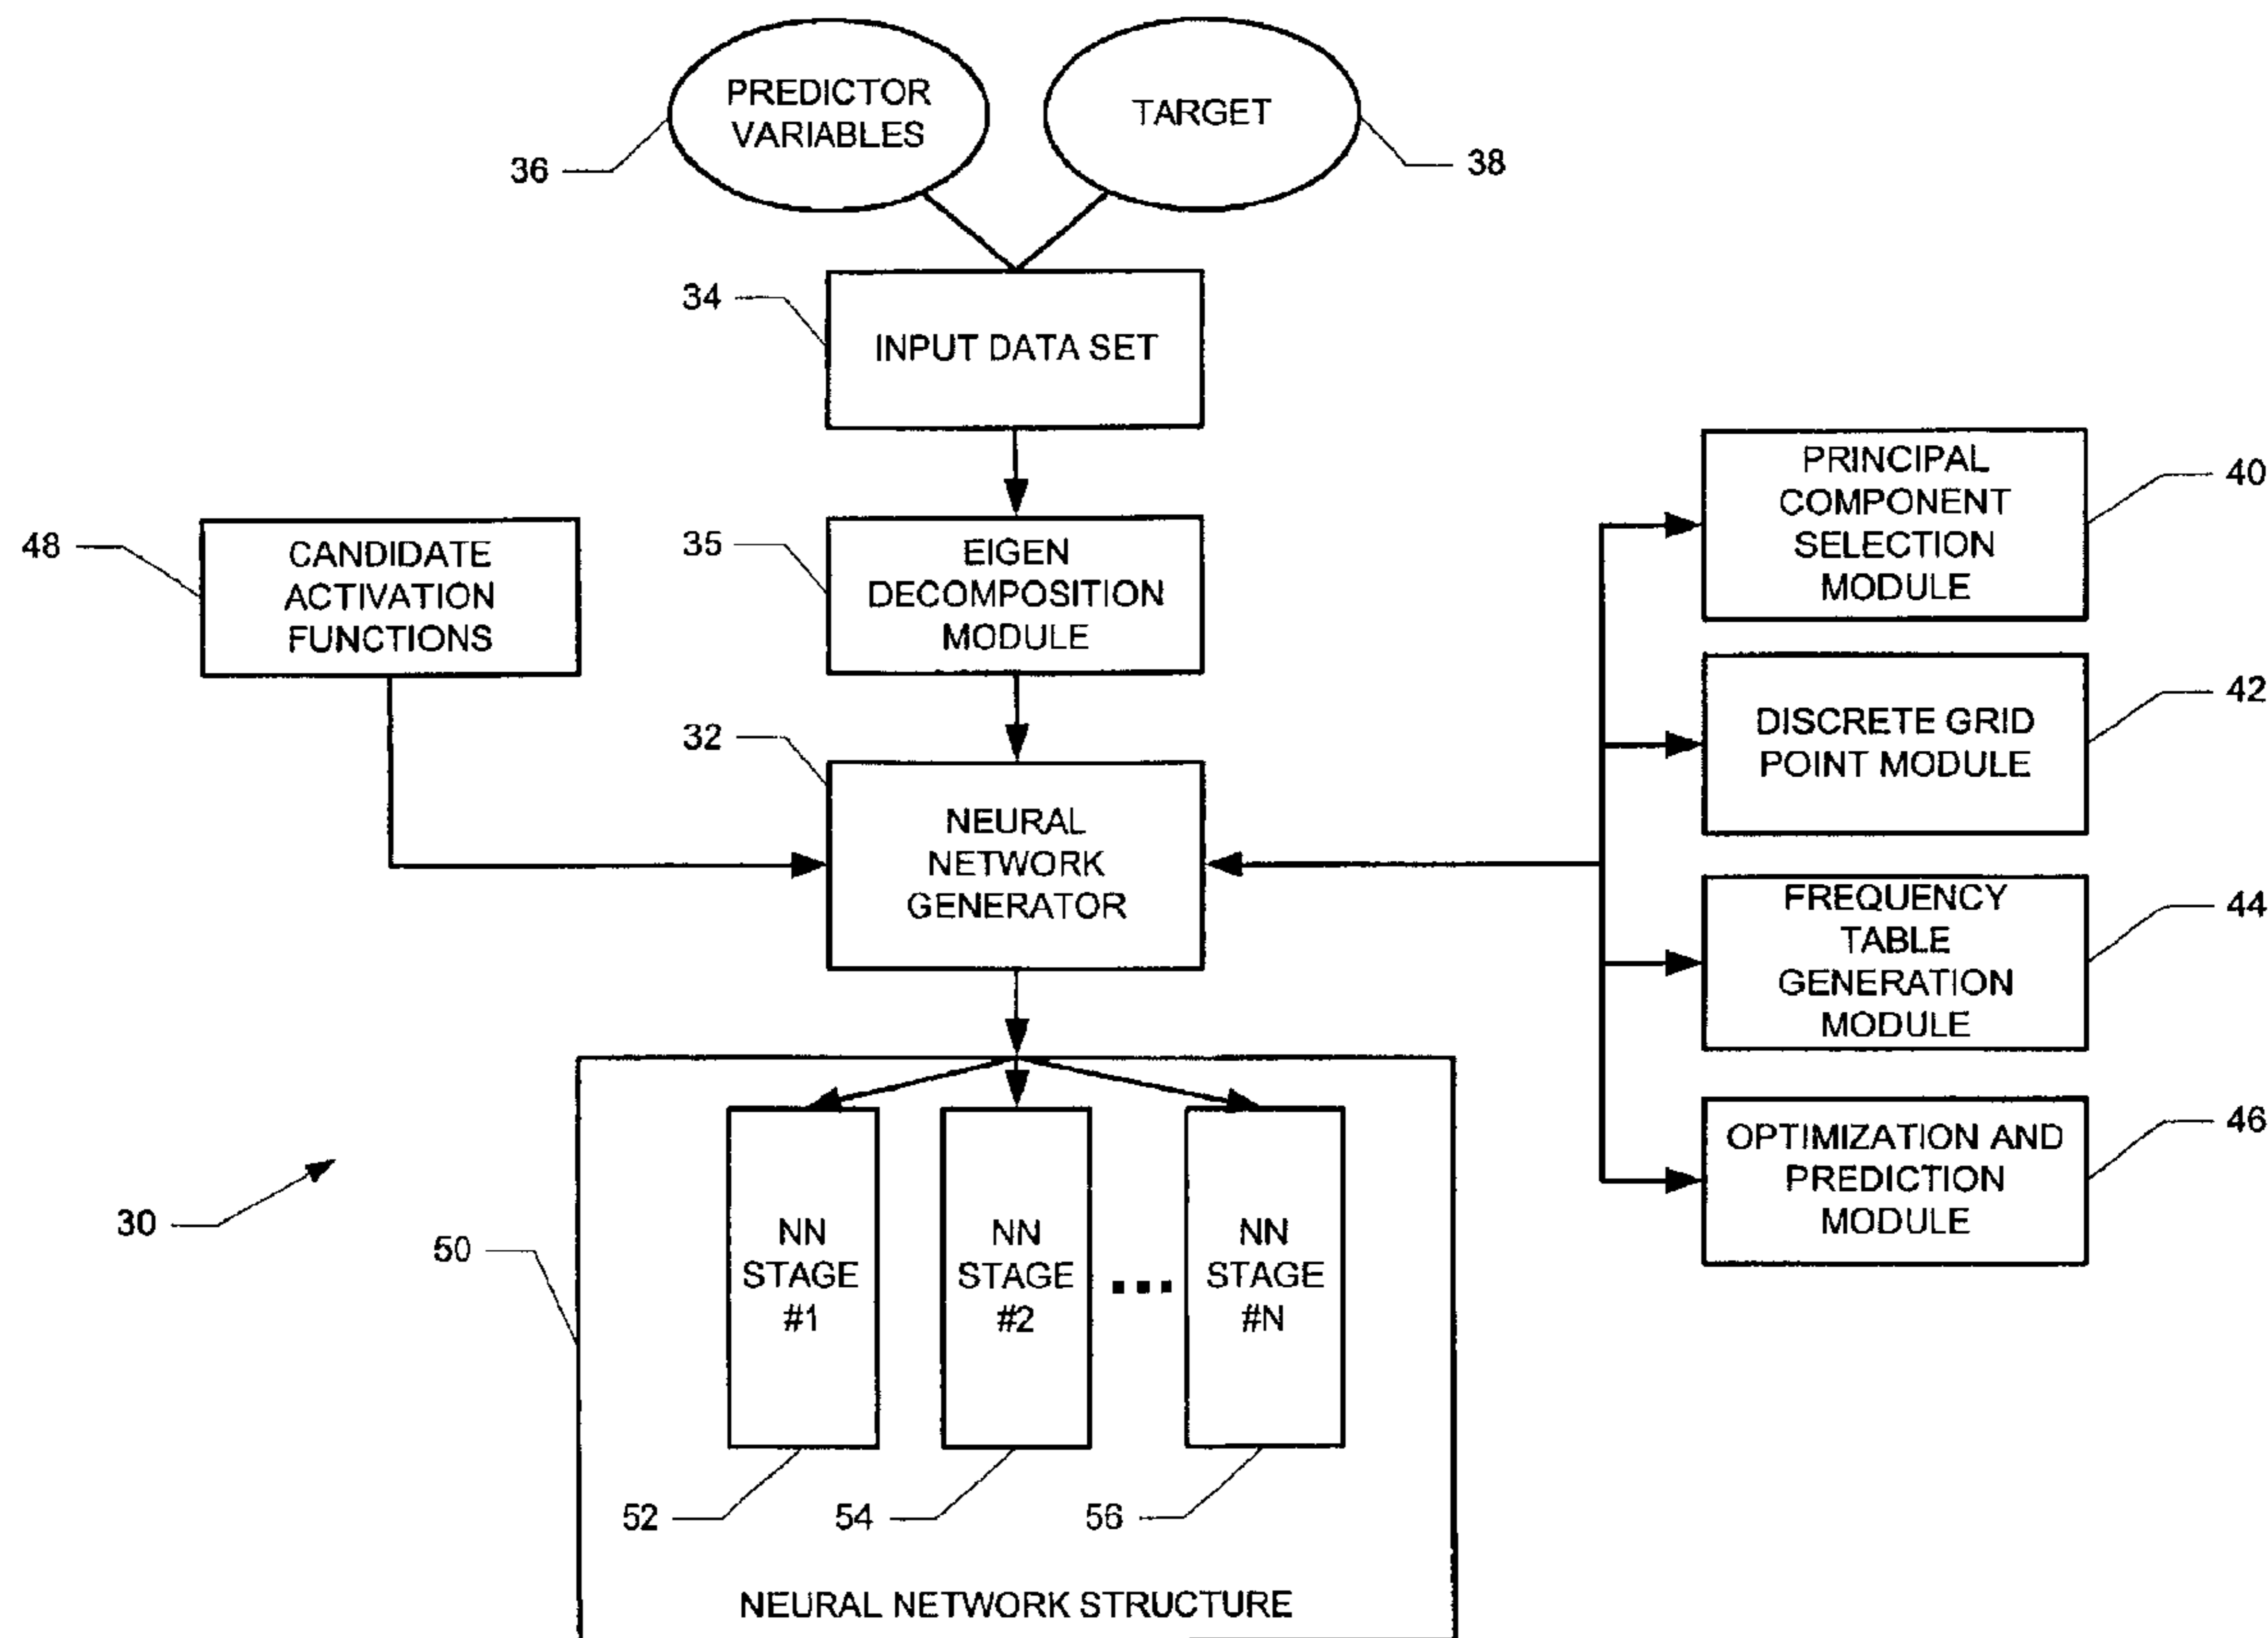 PREDICTOR
VARIABLES
TARGET
36
38
34
INPUT DATA SET
48
CANDIDATE
ACTIVATION
FUNCTIONS
35
EIGEN
DECOMPOSITION
MODULE
PRINCIPAL
COMPONENT
SELECTION
MODULE
40
32
NEURAL
NETWORK
GENERATOR
DISCRETE GRID
POINT MODULE
42
FREQUENCY
TABLE
GENERATION
MODULE
44
OPTIMIZATION AND
PREDICTION
MODULE
46
30
50
NN
STAGE
#1
NN
STAGE
#2
...
NN
STAGE
#N
52
54
56
NEURAL NETWORK STRUCTURE